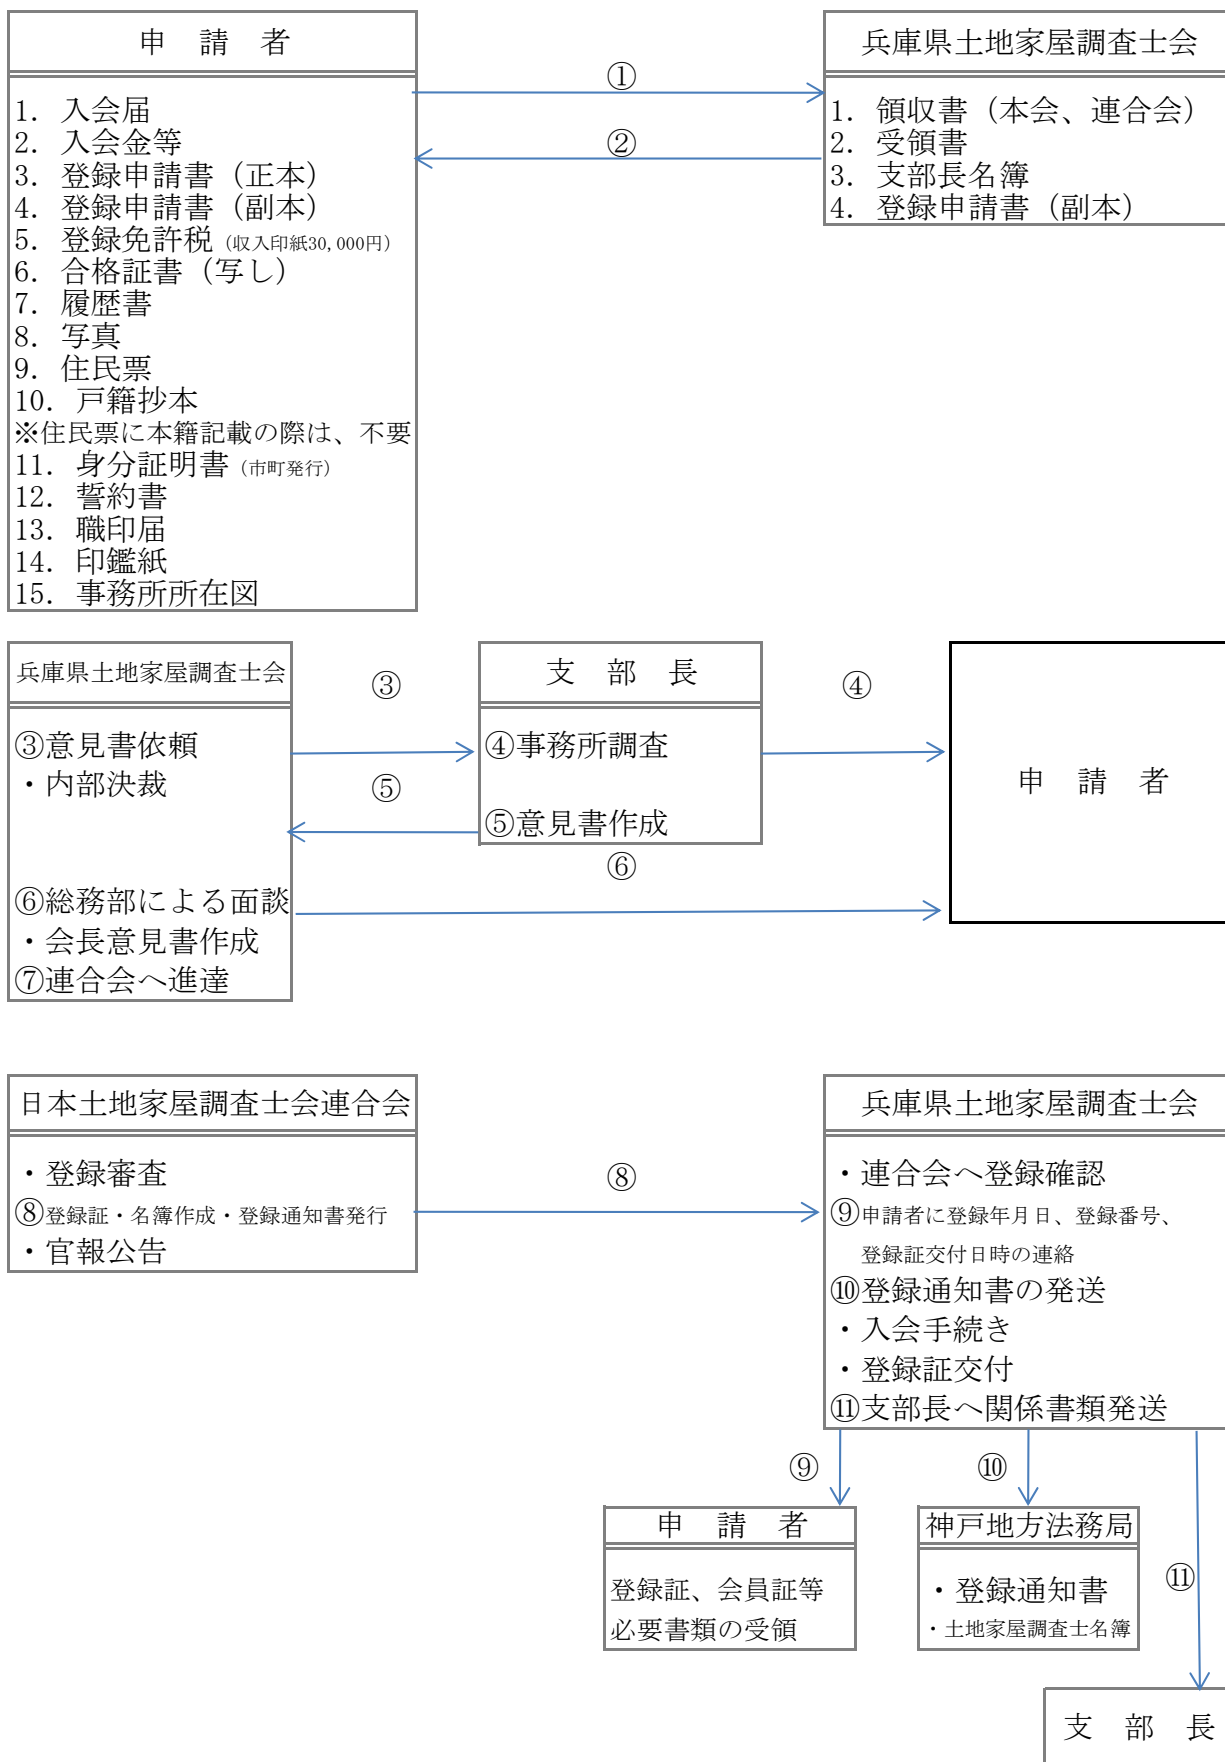 申　請　者
1. 入会届
2. 入会金等
3. 登録申請書（正本）
4. 登録申請書（副本）
5. 登録免許税（収入印紙30,000円）
6. 合格証書（写し）
7. 履歴書
8. 写真
9. 住民票
10. 戸籍抄本
※住民票に本籍記載の際は、不要
11. 身分証明書（市町発行）
12. 誓約書
13. 職印届
14. 印鑑紙
15. 事務所所在図
①
②
兵庫県土地家屋調査士会
1. 領収書（本会、連合会）
2. 受領書
3. 支部長名簿
4. 登録申請書（副本）
兵庫県土地家屋調査士会
③意見書依頼
・内部決裁
⑥総務部による面談
・会長意見書作成
⑦連合会へ進達
③
⑤
支　部　長
④事務所調査
⑤意見書作成
④
⑥
申　請　者
日本土地家屋調査士会連合会
・登録審査
⑧登録証・名簿作成・登録通知書発行
・官報公告
⑧
兵庫県土地家屋調査士会
・連合会へ登録確認
⑨申請者に登録年月日、登録番号、
登録証交付日時の連絡
⑩登録通知書の発送
・入会手続き
・登録証交付
⑪支部長へ関係書類発送
⑨
⑩
⑪
申　請　者
登録証、会員証等
必要書類の受領
神戸地方法務局
・登録通知書
・土地家屋調査士名簿
支　部　長